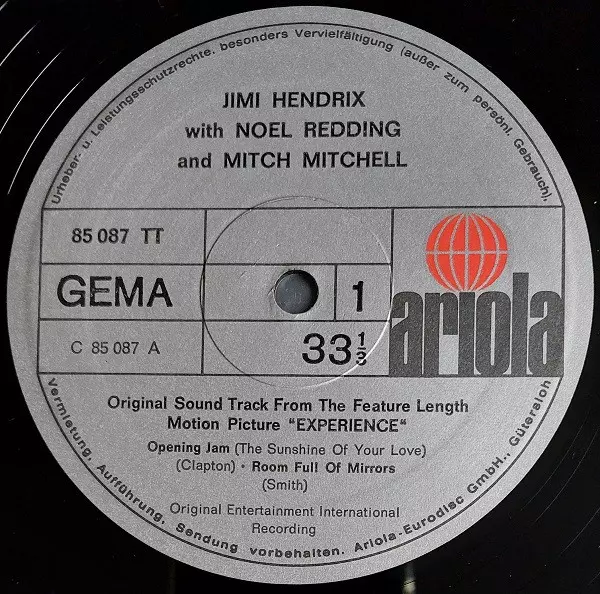 Urheber- u. Leistungsschutzrechte, besonders Vervielfältigung (außer zum persönl. Gebrauch),
JIMI HENDRIX
with NOEL REDDING
and MITCH MITCHELL
85 087 TT
GEMA
1
C 85 087 A
33 1/3
ariola
Original Sound Track From The Feature Length
Motion Picture "EXPERIENCE"
Opening Jam (The Sunshine Of Your Love)
(Clapton) · Room Full Of Mirrors
(Smith)
Original Entertainment International
Recording
Vermietung, Aufführung, Sendung vorbehalten. Ariola-Eurodisc GmbH., Gütersloh